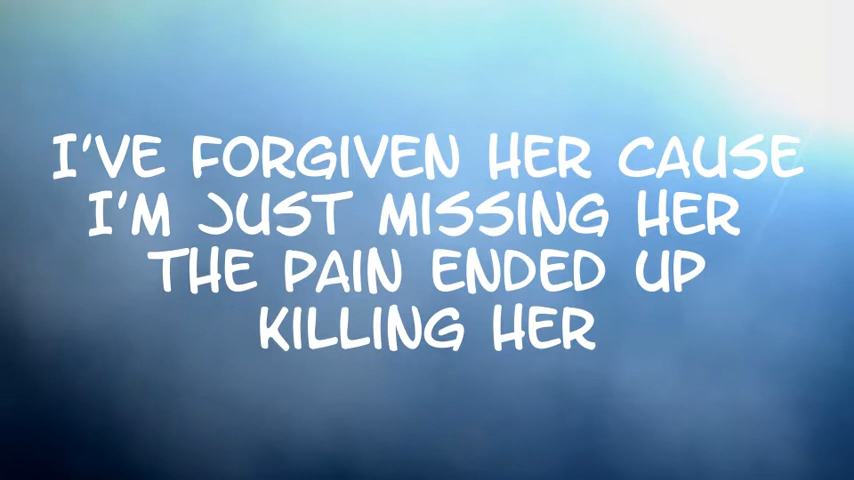 I'VE FORGIVEN HER CAUSE
I'M JUST MISSING HER
THE PAIN ENDED UP
KILLING HER